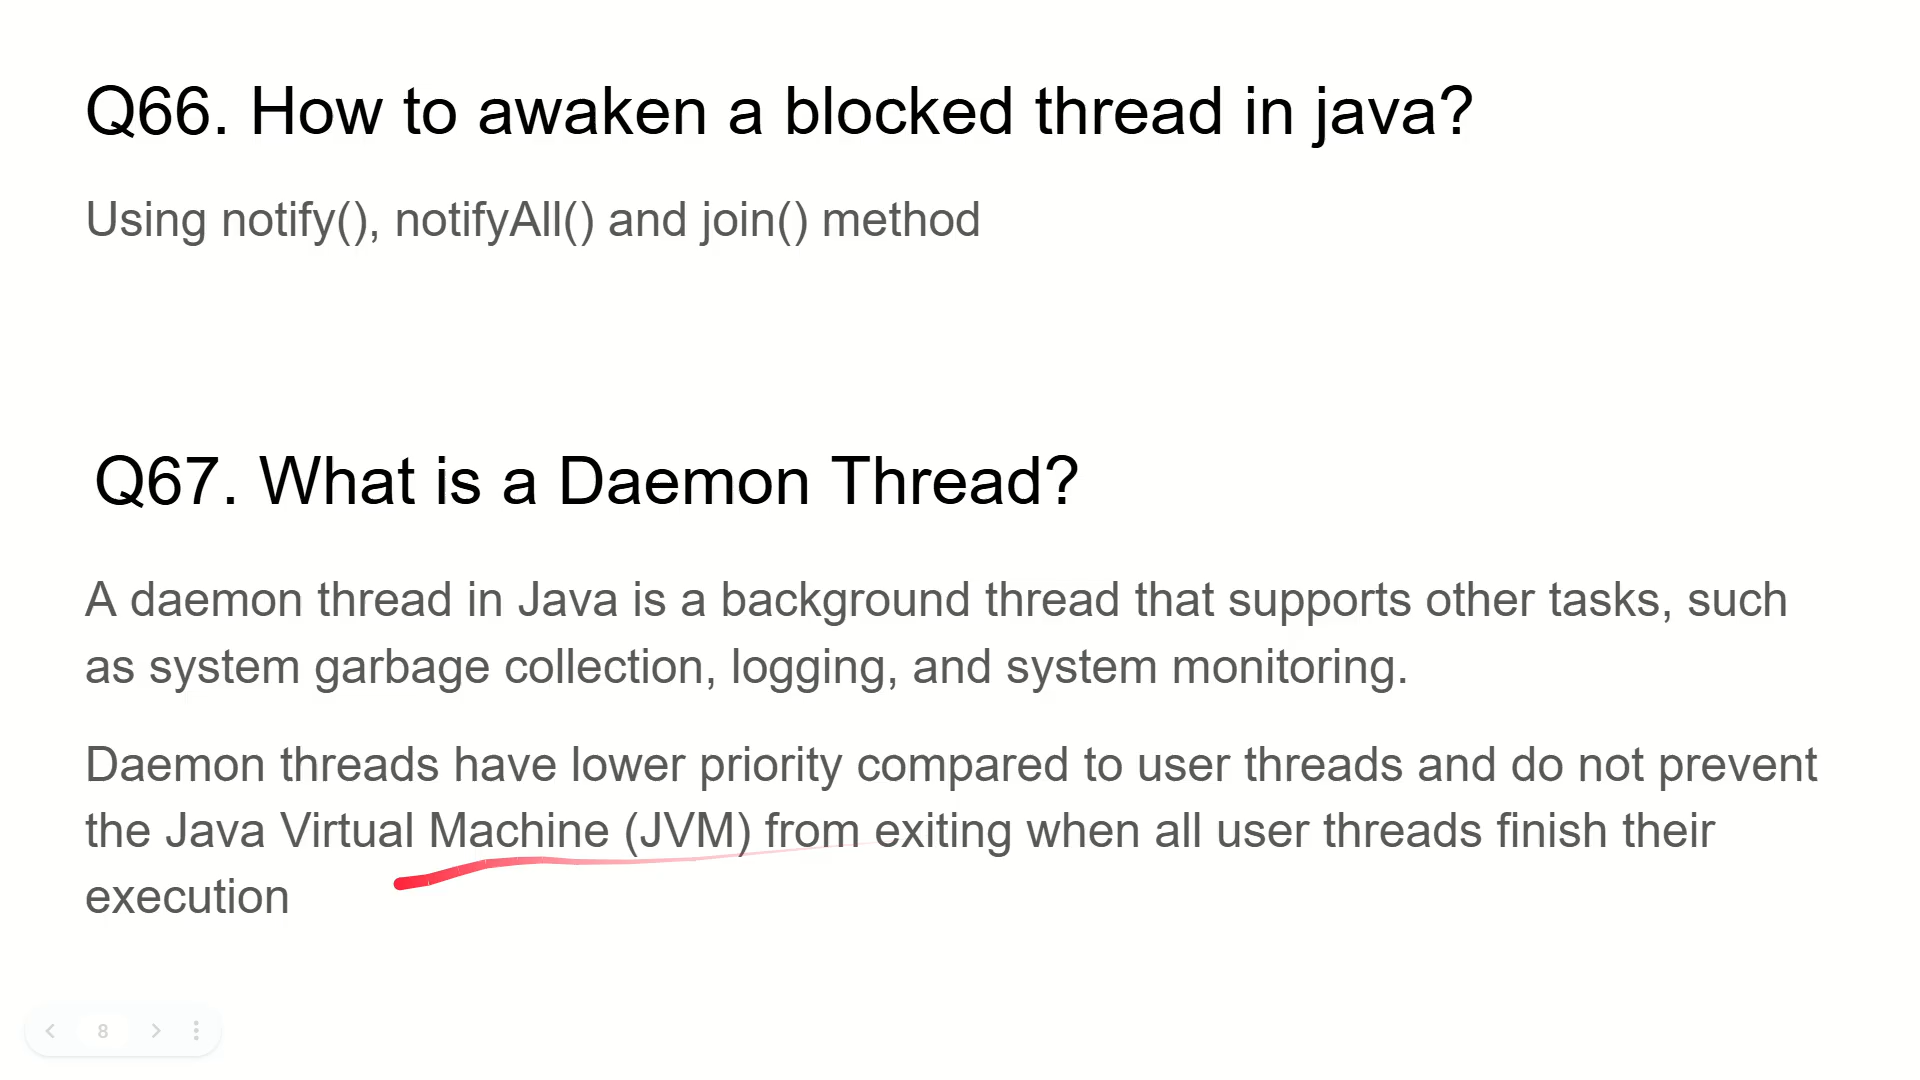 Q66. How to awaken a blocked thread in java?
Using notify(), notifyAll() and join() method
Q67. What is a Daemon Thread?
A daemon thread in Java is a background thread that supports other tasks, such
as system garbage collection, logging, and system monitoring.
Daemon threads have lower priority compared to user threads and do not prevent
the Java Virtual Machine (JVM) from exiting when all user threads finish their
execution
8